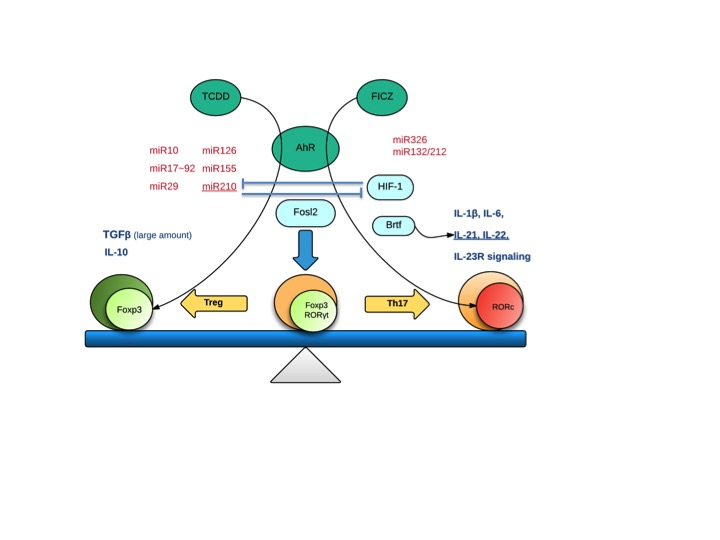 TCDD
FICZ
AhR
miR10 miR126
miR17~92 miR155
miR29 miR210
miR326
miR132/212
HIF-1
Fosl2
Brtf
IL-1β, IL-6,
IL-21, IL-22,
IL-23R signaling
TGFβ (large amount)
IL-10
Foxp3
Treg
Foxp3
RORγt
Th17
RORc